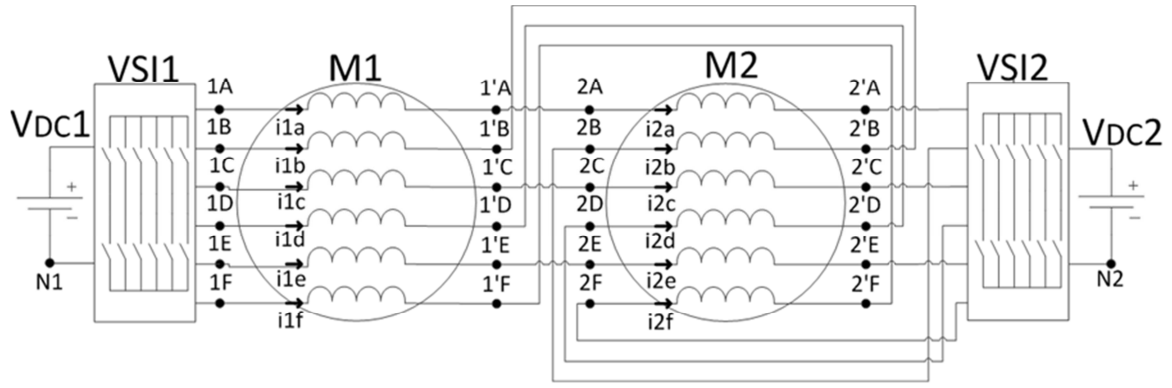 VSI1 M1 M2 VSI2
VDC1 VDC2
1A 1'A 2A 2'A
i1a i2a
1B 1'B 2B 2'B
i1b i2b
1C 1'C 2C 2'C
i1c i2c
1D 1'D 2D 2'D
i1d i2d
1E 1'E 2E 2'E
i1e i2e
1F 1'F 2F 2'F
i1f i2f
+ − + −
N1 N2